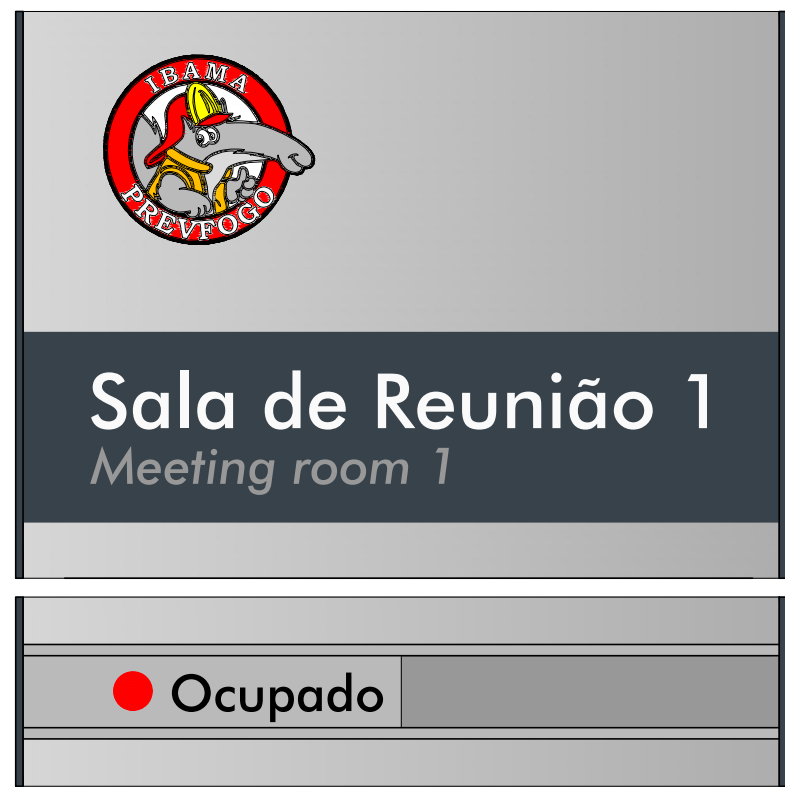 IBAMA
PREVFOGO
Sala de Reunião 1
Meeting room 1
Ocupado